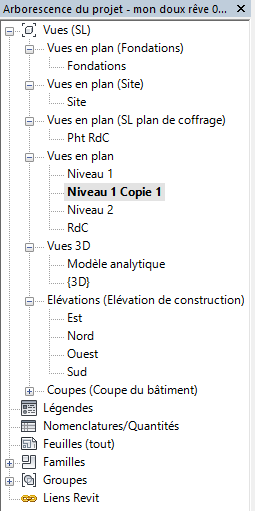 Arborescence du projet - mon doux rêve 0...
Vues (SL)
Vues en plan (Fondations)
Fondations
Vues en plan (Site)
Site
Vues en plan (SL plan de coffrage)
Pht RdC
Vues en plan
Niveau 1
Niveau 1 Copie 1
Niveau 2
RdC
Vues 3D
Modèle analytique
{3D}
Elévations (Elévation de construction)
Est
Nord
Ouest
Sud
Coupes (Coupe du bâtiment)
Légendes
Nomenclatures/Quantités
Feuilles (tout)
Familles
Groupes
Liens Revit